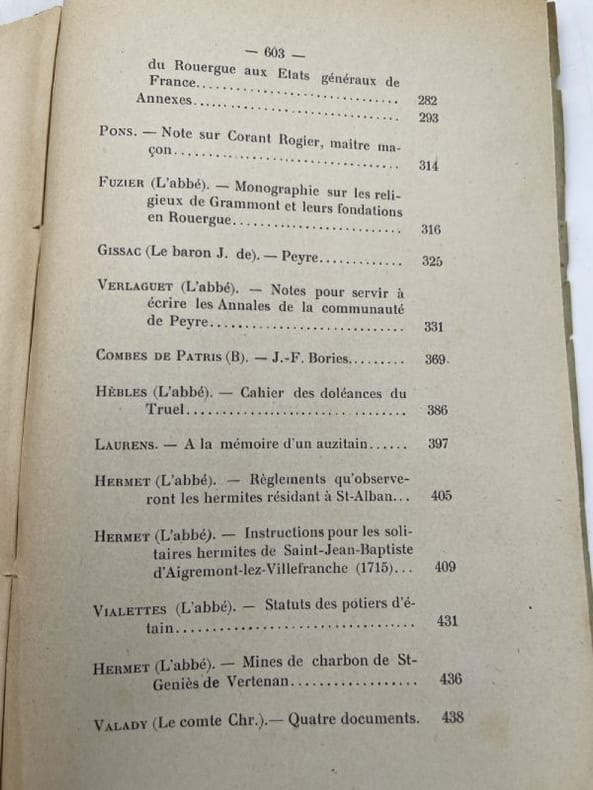 — 603 —
du Rouergue aux Etats généraux de
France.............................. 282
Annexes............................. 293
PONS. — Note sur Corant Rogier, maitre ma-
çon................................. 314
FUZIER (L'abbé). — Monographie sur les reli-
gieux de Grammont et leurs fondations
en Rouergue......................... 316
GISSAC (Le baron J. de). — Peyre............ 325
VERLAGUET (L'abbé). — Notes pour servir à
écrire les Annales de la communauté
de Peyre............................ 331
COMBES DE PATRIS (B). — J.-F. Bories........ 369.
HÈBLES (L'abbé). — Cahier des doléances du
Truel............................... 386
LAURENS. — A la mémoire d'un auzitain...... 397
HERMET (L'abbé). — Règlements qu'observe-
ront les hermites résidant à St-Alban... 405
HERMET (L'abbé). — Instructions pour les soli-
taires hermites de Saint-Jean-Baptiste
d'Aigremont-lez-Villefranche (1715)... 409
VIALETTES (L'abbé). — Statuts des potiers d'é-
tain................................ 431
HERMET (L'abbé). — Mines de charbon de St-
Geniès de Vertenan.................. 436
VALADY (Le comte Chr.).— Quatre documents. 438